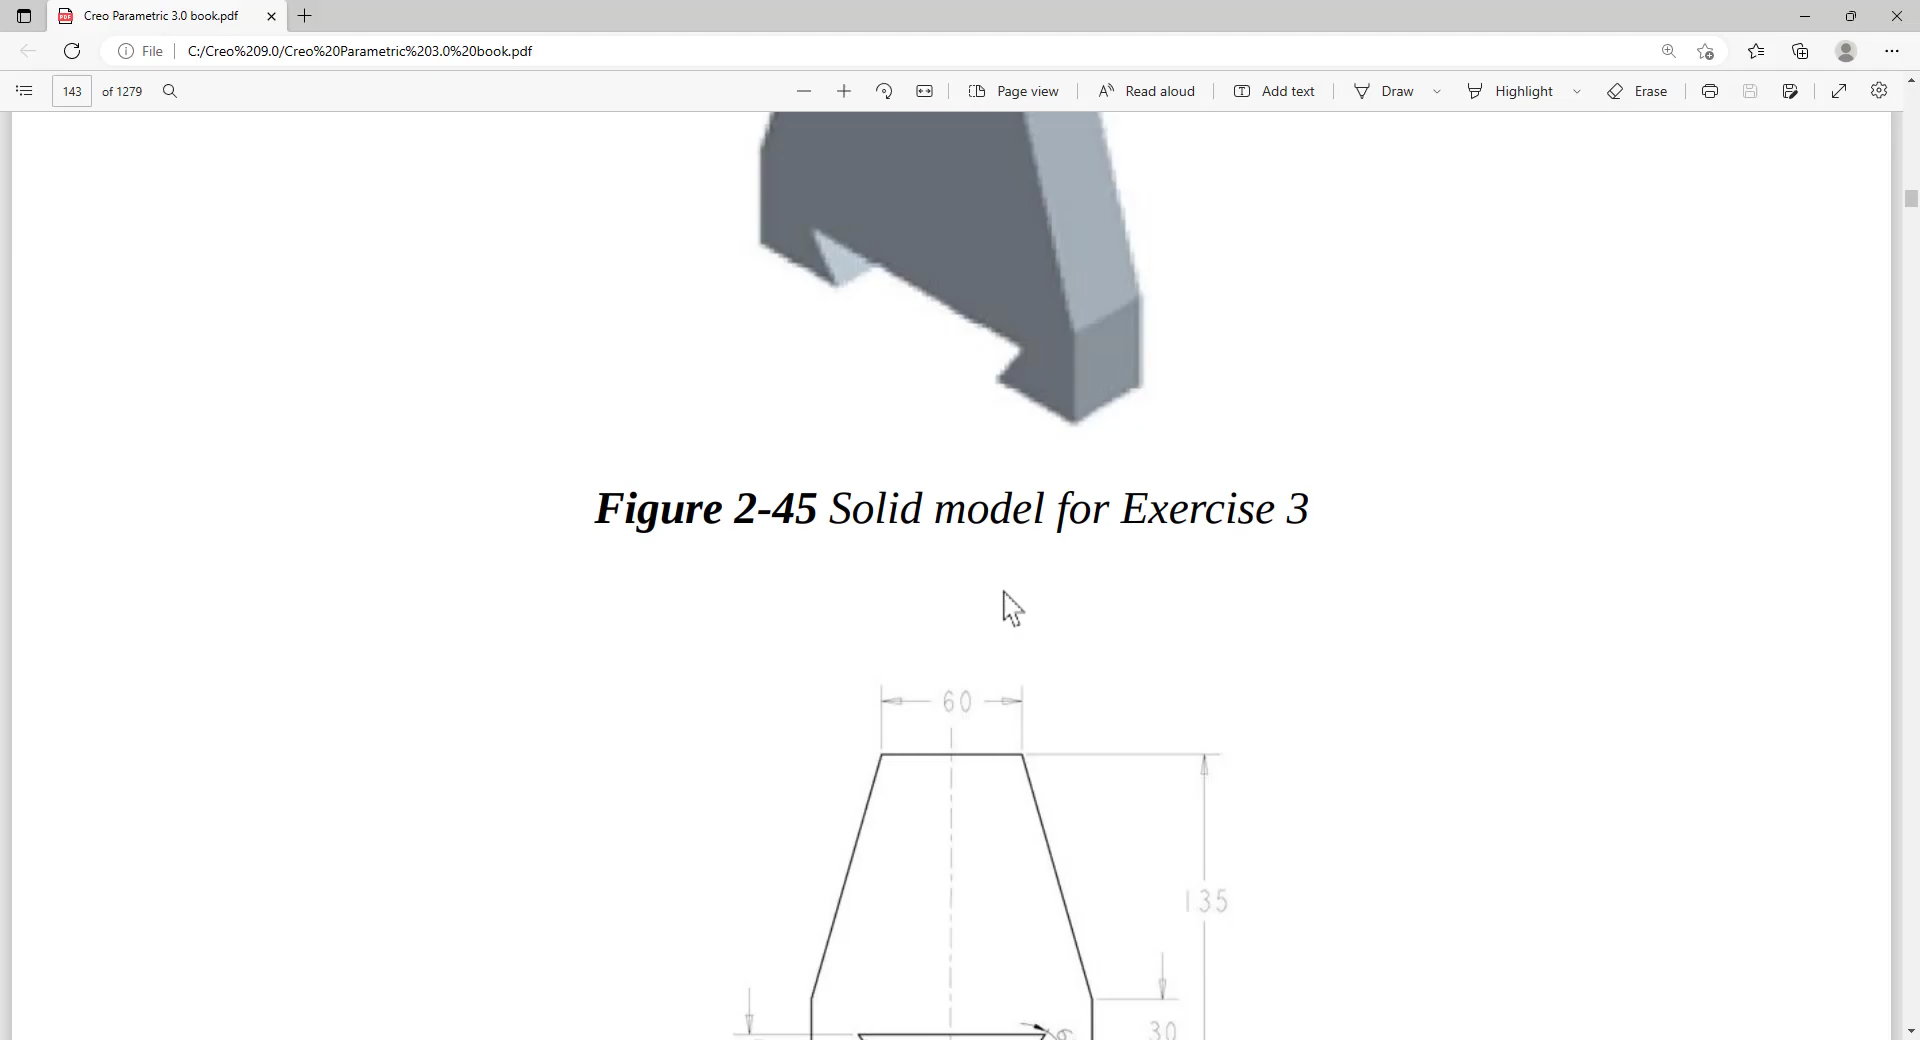 Creo Parametric 3.0 book.pdf
File
C:/Creo%209.0/Creo%20Parametric%203.0%20book.pdf
143 of 1279
Page view
Read aloud
Add text
Draw
Highlight
Erase
Figure 2-45 Solid model for Exercise 3
60
135
30